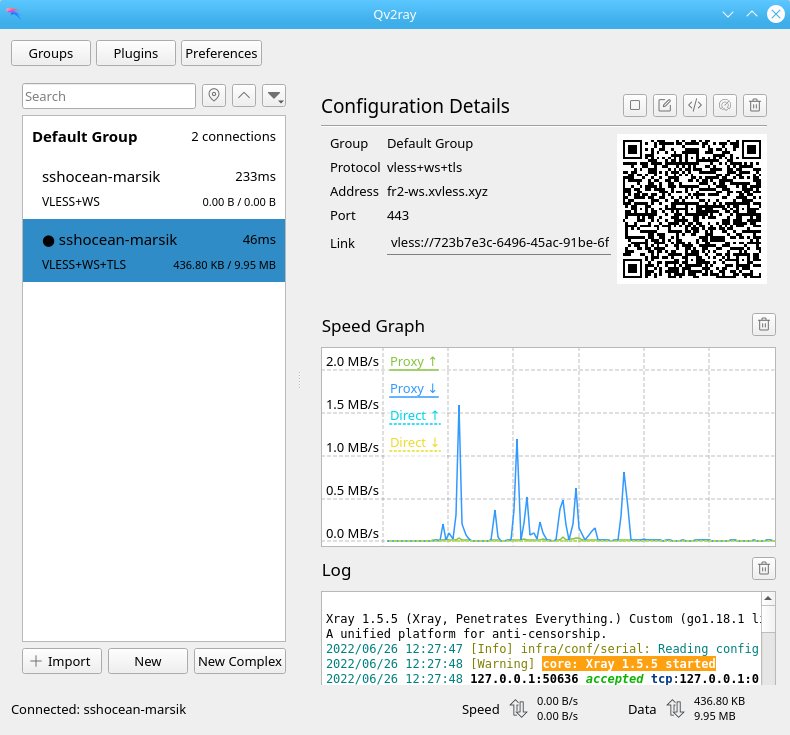 Qv2ray
Groups Plugins Preferences
Search
Default Group 2 connections
sshocean-marsik 233ms
VLESS+WS 0.00 B / 0.00 B
sshocean-marsik 46ms
VLESS+WS+TLS 436.80 KB / 9.95 MB
Import New New Complex
Configuration Details
Group Default Group
Protocol vless+ws+tls
Address fr2-ws.xvless.xyz
Port 443
Link vless://723b7e3c-6496-45ac-91be-6f
Speed Graph
2.0 MB/s
1.5 MB/s
1.0 MB/s
0.5 MB/s
0.0 MB/s
Proxy ↑
Proxy ↓
Direct ↑
Direct ↓
Log
Xray 1.5.5 (Xray, Penetrates Everything.) Custom (go1.18.1 li
A unified platform for anti-censorship.
2022/06/26 12:27:47 [Info] infra/conf/serial: Reading config
2022/06/26 12:27:48 [Warning] core: Xray 1.5.5 started
2022/06/26 12:27:48 127.0.0.1:50636 accepted tcp:127.0.0.1:0
Connected: sshocean-marsik
Speed 0.00 B/s
0.00 B/s
Data 436.80 KB
9.95 MB